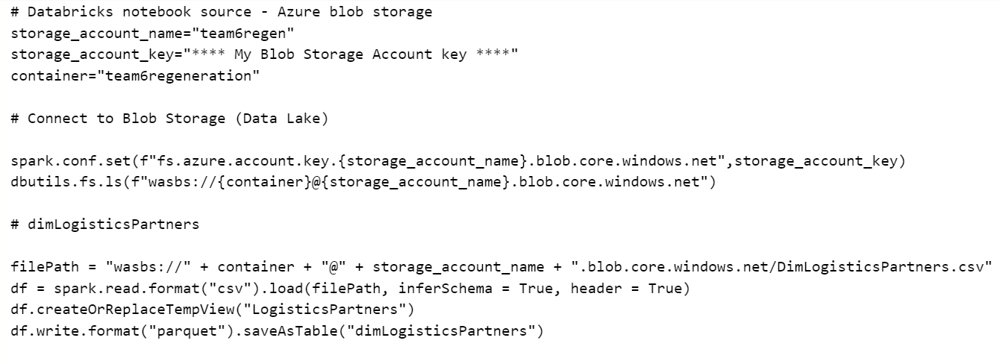 # Databricks notebook source - Azure blob storage
storage_account_name="team6regen"
storage_account_key="**** My Blob Storage Account key ****"
container="team6regeneration"
# Connect to Blob Storage (Data Lake)
spark.conf.set(f"fs.azure.account.key.{storage_account_name}.blob.core.windows.net",storage_account_key)
dbutils.fs.ls(f"wasbs://{container}@{storage_account_name}.blob.core.windows.net")
# dimLogisticsPartners
filePath = "wasbs://" + container + "@" + storage_account_name + ".blob.core.windows.net/DimLogisticsPartners.csv"
df = spark.read.format("csv").load(filePath, inferSchema = True, header = True)
df.createOrReplaceTempView("LogisticsPartners")
df.write.format("parquet").saveAsTable("dimLogisticsPartners")